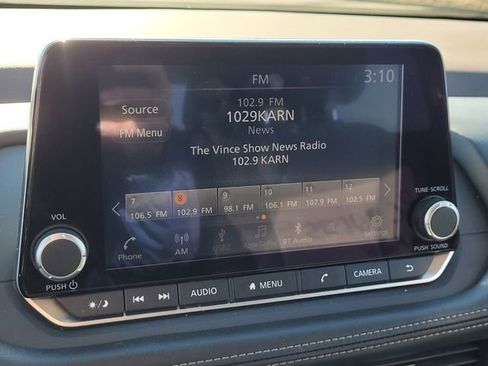 FM
3:10
Source
FM Menu
102.9 FM
1029KARN
News
The Vince Show News Radio
102.9 KARN
7 8 9 10 11 12
106.5 FM 102.9 FM 98.1 FM 106.1 FM 107.9 FM 102.5 FM
Phone AM BT Audio Settings
VOL
PUSH
TUNE·SCROLL
PUSH SOUND
AUDIO MENU CAMERA